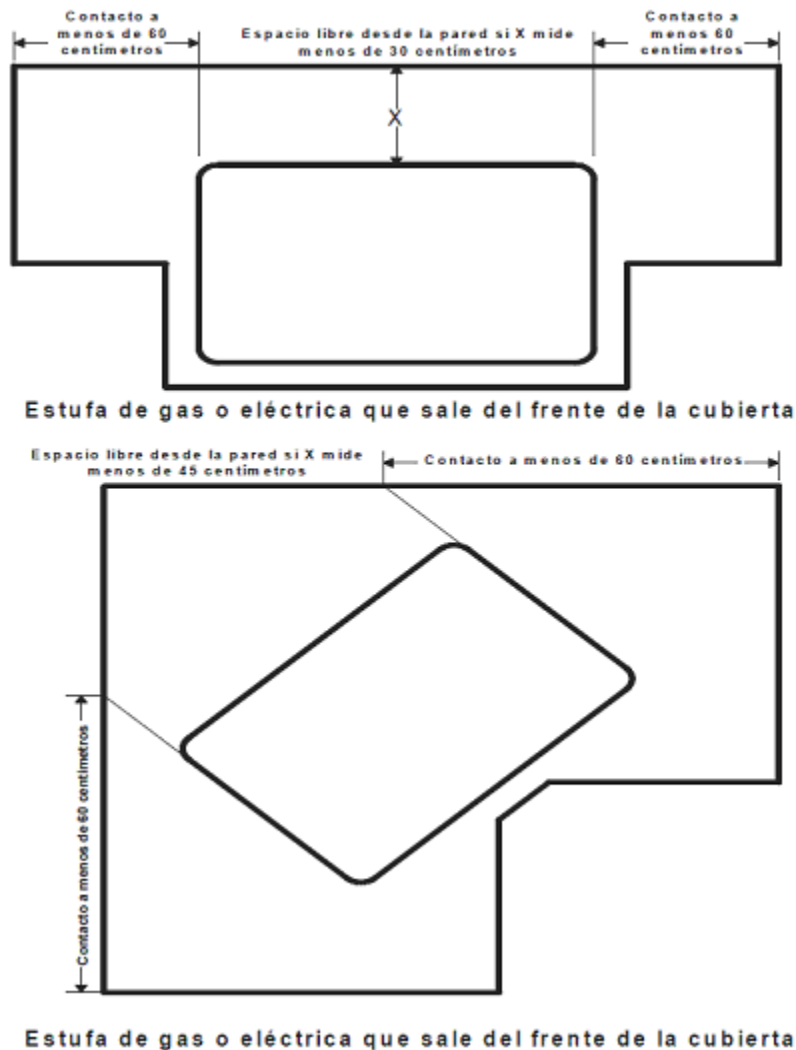 Contacto a
menos de 60
centímetros
Espacio libre desde la pared si X mide
menos de 30 centímetros
Contacto a
menos 60
centímetros
X
Estufa de gas o eléctrica que sale del frente de la cubierta
Espacio libre desde la pared si X mide
menos de 45 centímetros
Contacto a menos de 60 centímetros
Contacto a menos de 60 centímetros
Estufa de gas o eléctrica que sale del frente de la cubierta